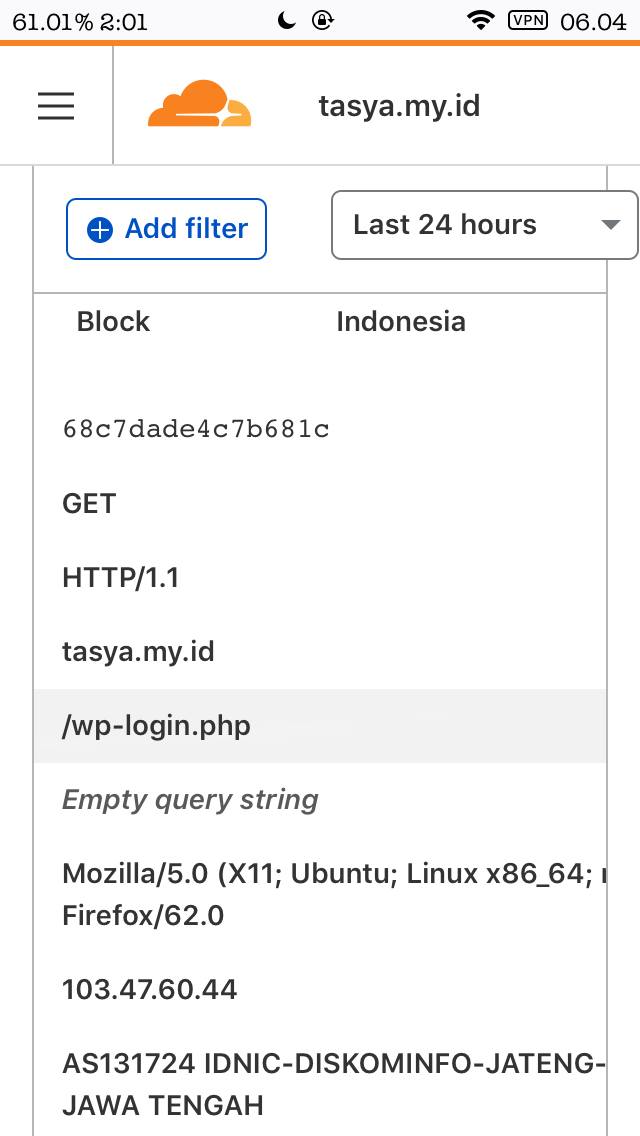 61.01% 2:01 VPN 06.04
tasya.my.id
Add filter Last 24 hours
Block Indonesia
68c7dade4c7b681c
GET
HTTP/1.1
tasya.my.id
/wp-login.php
Empty query string
Mozilla/5.0 (X11; Ubuntu; Linux x86_64;
Firefox/62.0
103.47.60.44
AS131724 IDNIC-DISKOMINFO-JATENG-
JAWA TENGAH